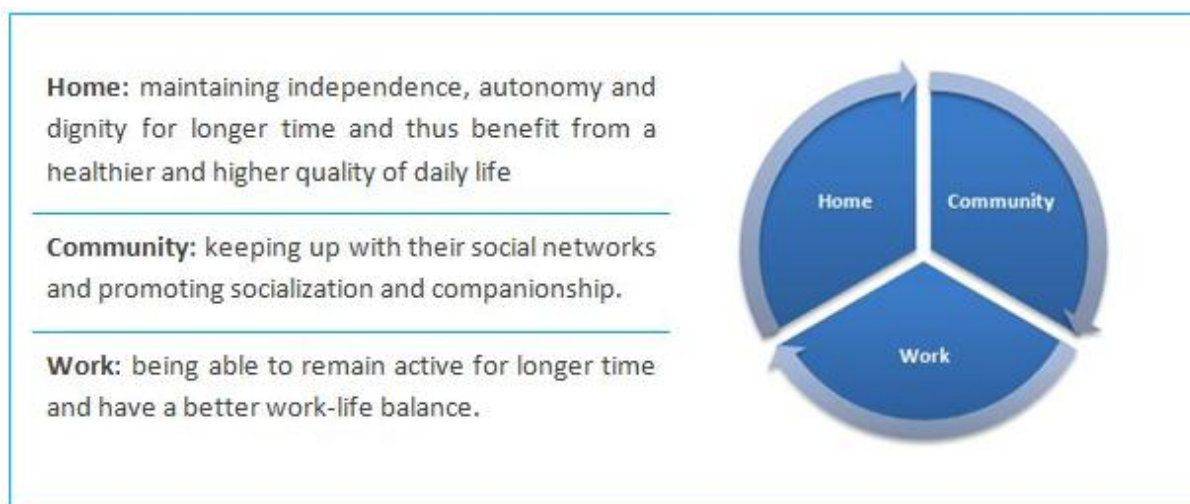 Home: maintaining independence, autonomy and
dignity for longer time and thus benefit from a
healthier and higher quality of daily life
Community: keeping up with their social networks
and promoting socialization and companionship.
Work: being able to remain active for longer time
and have a better work-life balance.
Home
Community
Work